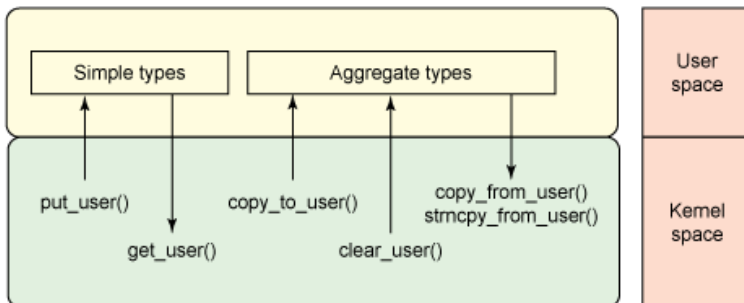 Simple types
Aggregate types
User
space
put_user()
copy_to_user()
copy_from_user()
strncpy_from_user()
get_user()
clear_user()
Kernel
space